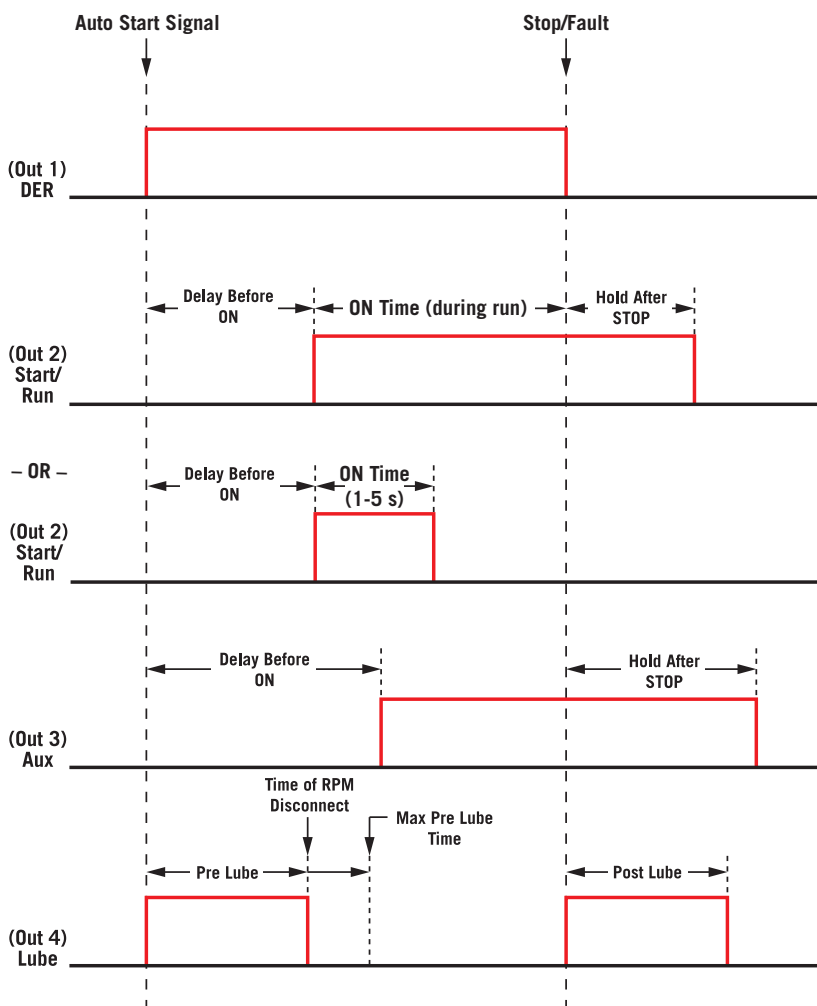 Auto Start Signal
Stop/Fault
(Out 1)
DER
Delay Before
ON
ON Time (during run)
Hold After
STOP
(Out 2)
Start/
Run
– OR –
Delay Before
ON
ON Time
(1-5 s)
(Out 2)
Start/
Run
Delay Before
ON
Hold After
STOP
(Out 3)
Aux
Time of RPM
Disconnect
Max Pre Lube
Time
Pre Lube
Post Lube
(Out 4)
Lube